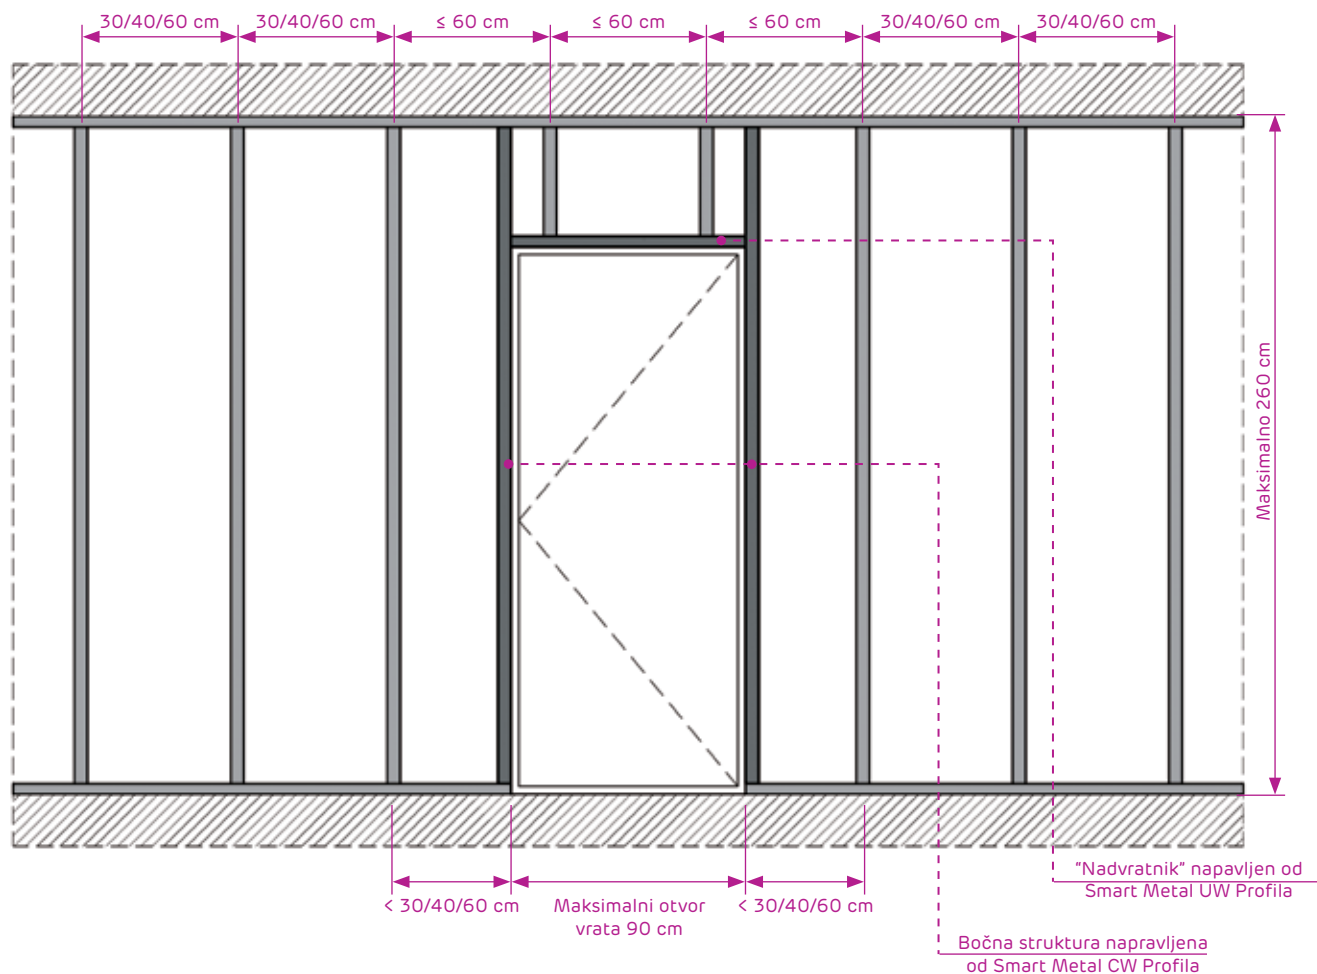 30/40/60 cm
30/40/60 cm
≤ 60 cm
≤ 60 cm
≤ 60 cm
30/40/60 cm
30/40/60 cm
Maksimalno 260 cm
< 30/40/60 cm
Maksimalni otvor
vrata 90 cm
< 30/40/60 cm
"Nadvratnik" napavljen od
Smart Metal UW Profila
Bočna struktura napravljena
od Smart Metal CW Profila